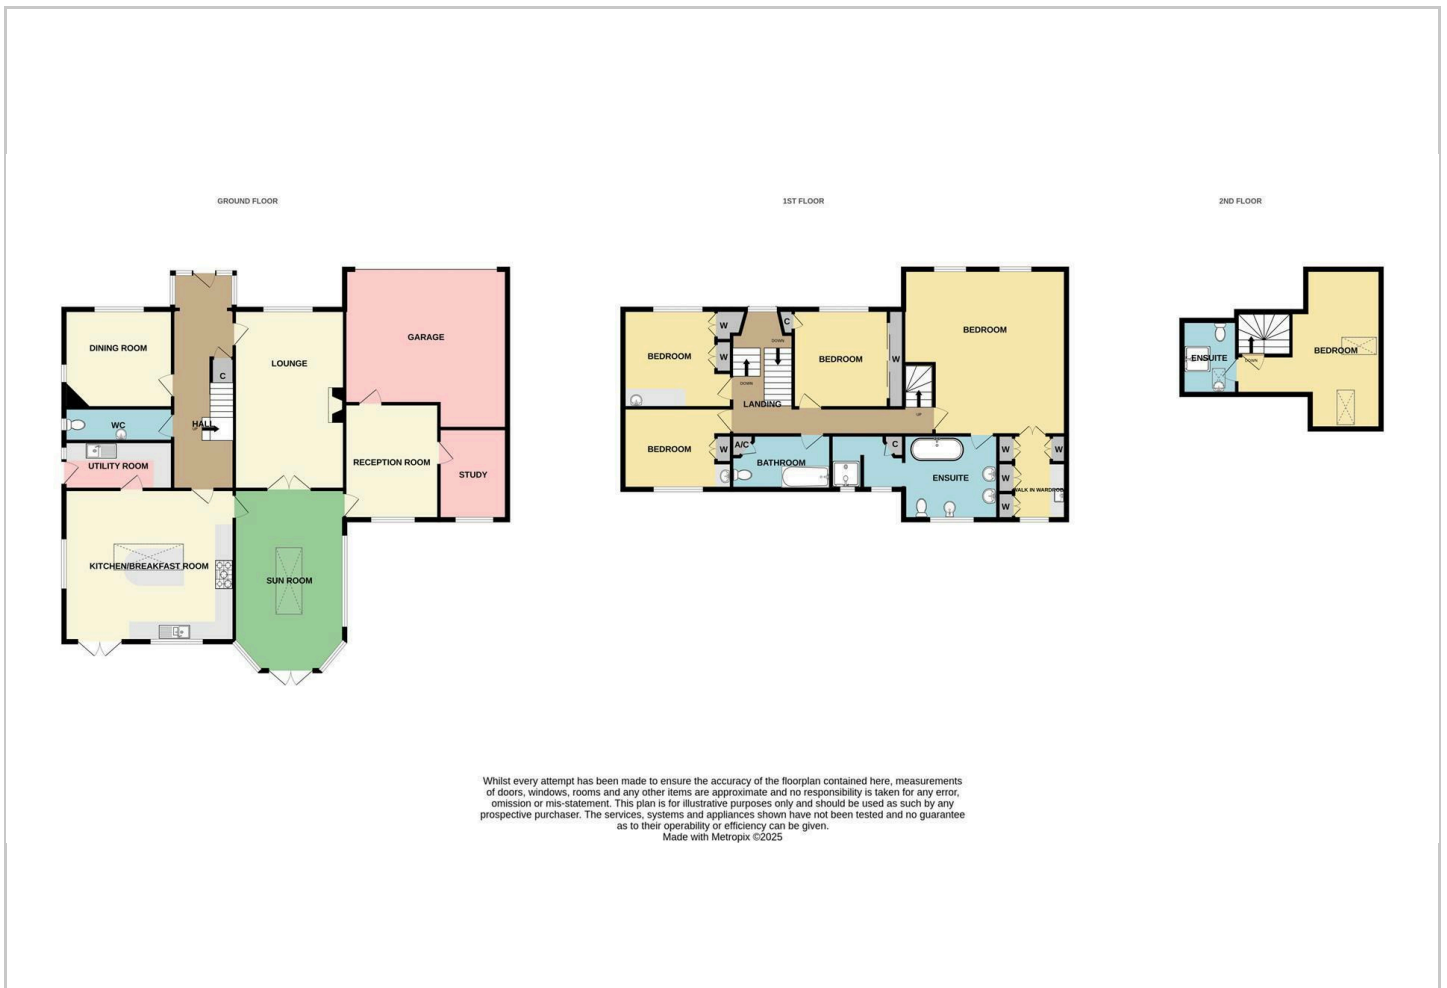 GROUND FLOOR
1ST FLOOR
2ND FLOOR
GARAGE
DINING ROOM
LOUNGE
C
WC
HALL
UP
RECEPTION ROOM
UTILITY ROOM
STUDY
KITCHEN/BREAKFAST ROOM
SUN ROOM
W
C
BEDROOM
DOWN
BEDROOM
W
BEDROOM
W
W
DOWN
LANDING
UP
BEDROOM
W
A/C
BATHROOM
C
ENSUITE
W
W
W
W
WALK IN WARDROBE
ENSUITE
DOWN
BEDROOM
Whilst every attempt has been made to ensure the accuracy of the floorplan contained here, measurements
of doors, windows, rooms and any other items are approximate and no responsibility is taken for any error,
omission or mis-statement. This plan is for illustrative purposes only and should be used as such by any
prospective purchaser. The services, systems and appliances shown have not been tested and no guarantee
as to their operability or efficiency can be given.
Made with Metropix ©2025